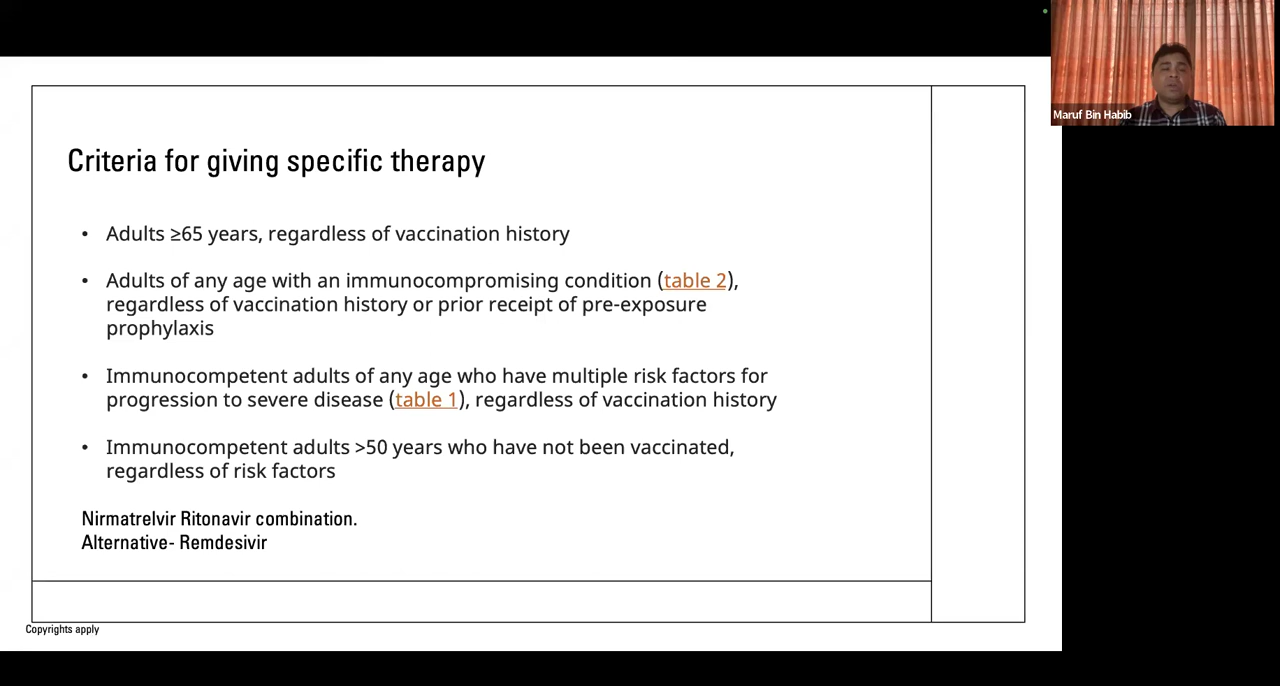 Maruf Bin Habib
Criteria for giving specific therapy
• Adults ≥65 years, regardless of vaccination history
• Adults of any age with an immunocompromising condition (table 2),
regardless of vaccination history or prior receipt of pre-exposure
prophylaxis
• Immunocompetent adults of any age who have multiple risk factors for
progression to severe disease (table 1), regardless of vaccination history
• Immunocompetent adults >50 years who have not been vaccinated,
regardless of risk factors
Nirmatrelvir Ritonavir combination.
Alternative- Remdesivir
Copyrights apply